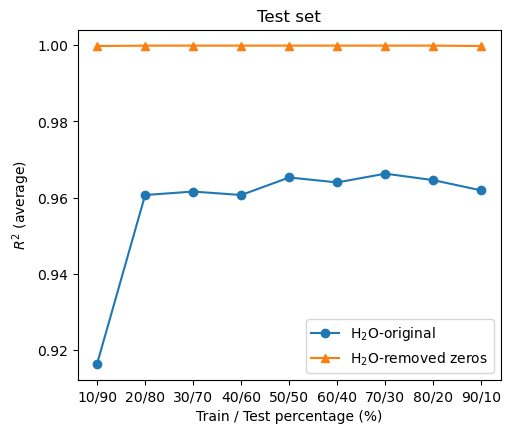 Test set
R² (average)
1.00
0.98
0.96
0.94
0.92
H₂O-original
H₂O-removed zeros
10/90 20/80 30/70 40/60 50/50 60/40 70/30 80/20 90/10
Train / Test percentage (%)